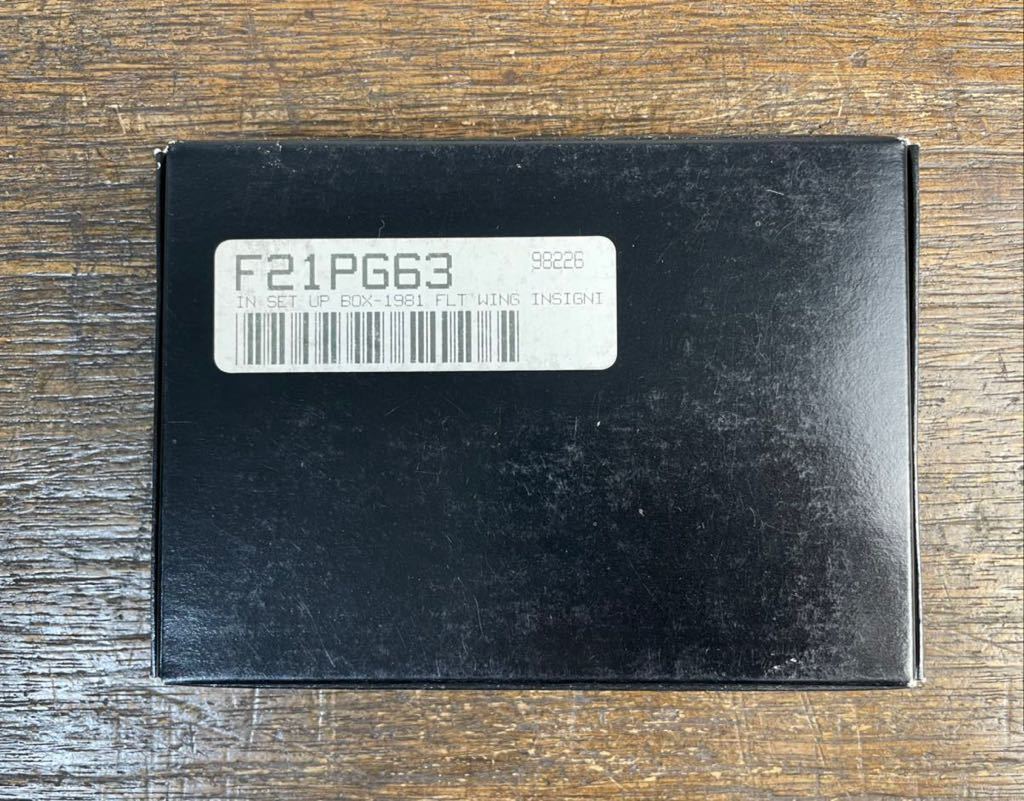 F21PG63 98226
IN SET UP BOX-1981 FLT WING INSIGNI